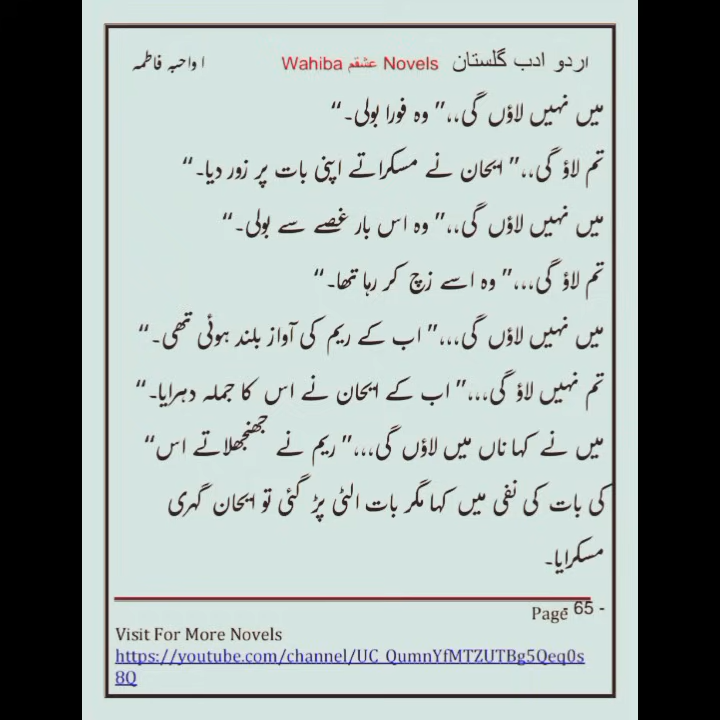 اردو ادب گلستان Wahiba عشقم Novels ا واحبہ فاطمہ
میں نہیں لاؤں گی،،” وہ فورا بولی۔“
تم لاؤ گی،،” ایحان نے مسکراتے اپنی بات پر زور دیا۔“
میں نہیں لاؤں گی،،” وہ اس بار غصے سے بولی۔“
تم لاؤ گی،،،” وہ اسے زچ کر رہا تھا۔“
میں نہیں لاؤں گی،،،” اب کے ریم کی آواز بلند ہوئی تھی۔“
تم نہیں لاؤ گی،،،” اب کے ایحان نے اس کا جملہ دہرایا۔“
میں نے کہا ناں میں لاؤں گی،،،” ریم نے جھنجھلاتے اس“
کی بات کی نفی میں کہا مگر بات الٹی پڑ گئی تو ایحان گہری
مسکرایا۔
Page - 65 -
Visit For More Novels
https://youtube.com/channel/UC_QumnYfMTZUTBg5Qeq0s
8Q